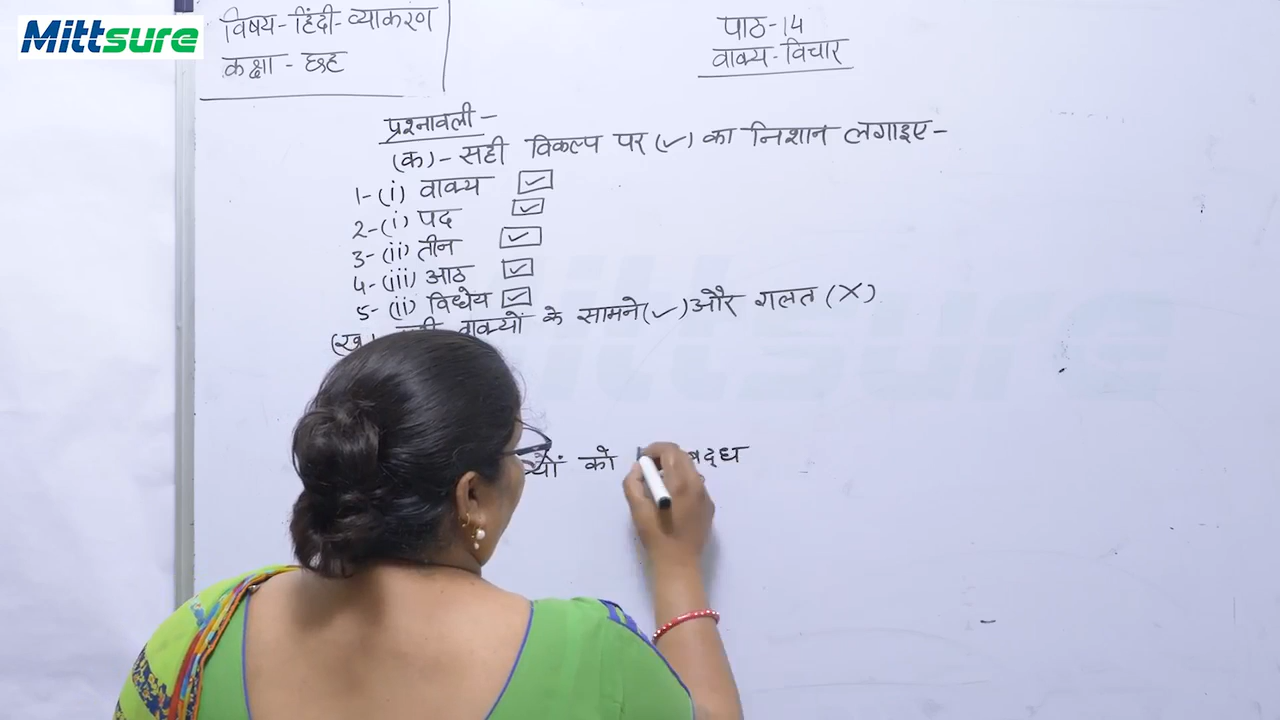 Mittsure
विषय-हिंदी-व्याकरण
कक्षा - छह
पाठ-14
वाक्य-विचार
प्रश्नावली-
(क)- सही विकल्प पर (✓) का निशान लगाइए-
1-(i) वाक्य ✓
2-(i) पद ✓
3-(ii) तीन ✓
4-(iii) आठ ✓
5-(ii) विधेय ✓
(ख) वाक्यों के सामने(✓)और गलत (X)
को
Mittsure